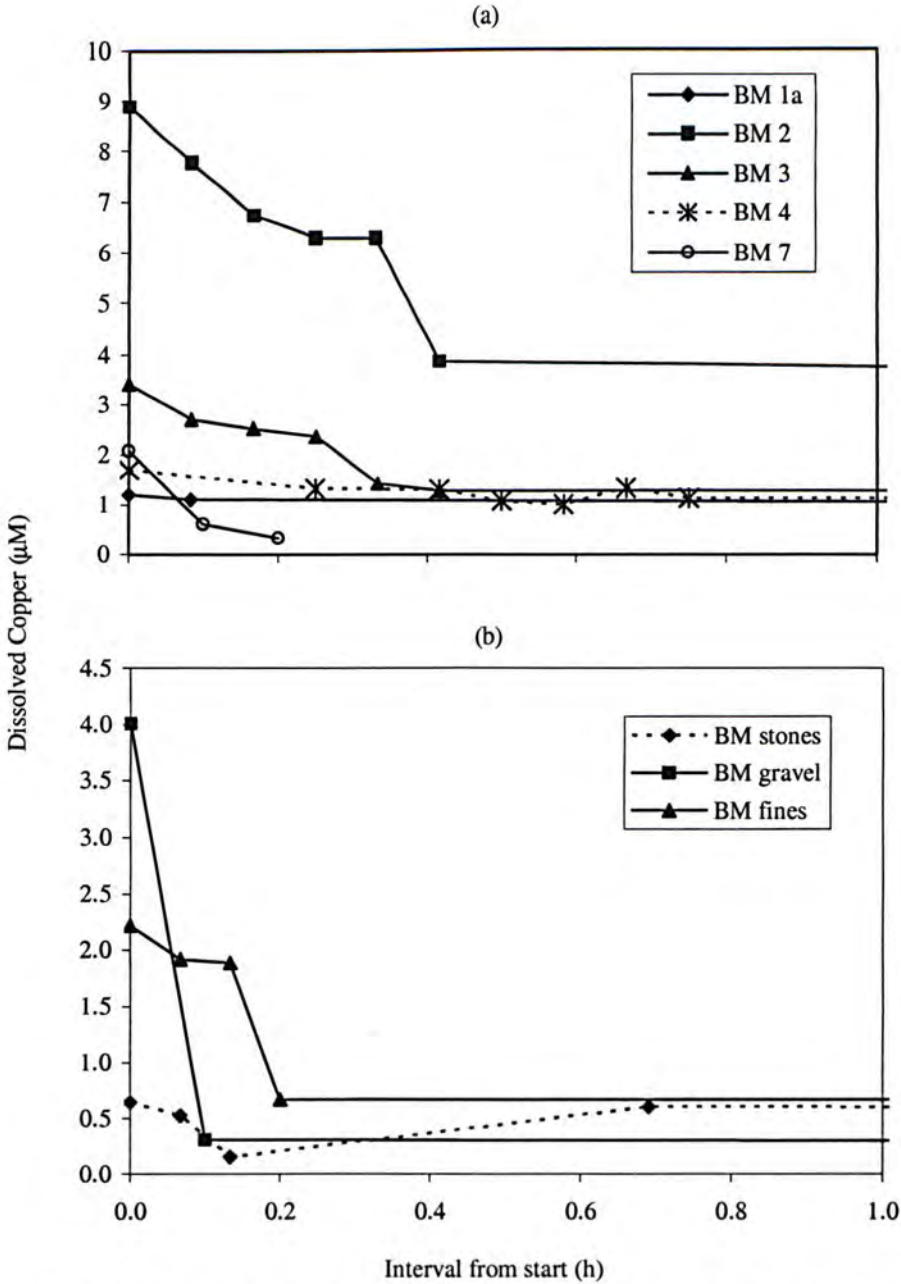 (a)
10
9
8
7
6
5
4
3
2
1
0
BM 1a
BM 2
BM 3
BM 4
BM 7
Dissolved Copper (µM)
(b)
4.5
4.0
3.5
3.0
2.5
2.0
1.5
1.0
0.5
0.0
BM stones
BM gravel
BM fines
0.0 0.2 0.4 0.6 0.8 1.0
Interval from start (h)